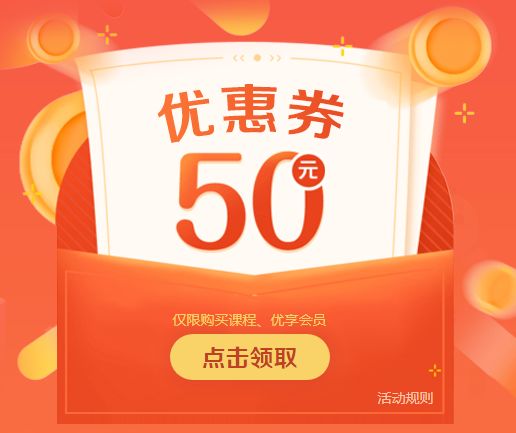 优惠券
50元
仅限购买课程、优享会员
点击领取
活动规则